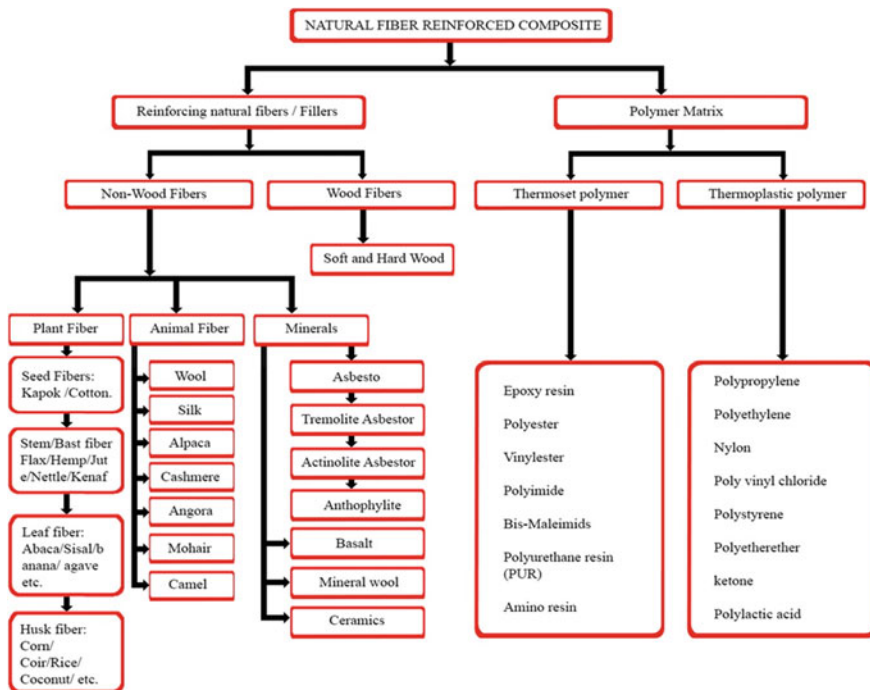 NATURAL FIBER REINFORCED COMPOSITE
Reinforcing natural fibers / Fillers
Polymer Matrix
Non-Wood Fibers
Wood Fibers
Thermoset polymer
Thermoplastic polymer
Soft and Hard Wood
Plant Fiber
Animal Fiber
Minerals
Seed Fibers:
Kapok /Cotton.
Stem/Bast fiber
Flax/Hemp/Jut
e/Nettle/Kenaf
Leaf fiber:
Abaca/Sisal/b
anana/ agave
etc.
Husk fiber:
Corn/
Coir/Rice/
Coconut/ etc.
Wool
Silk
Alpaca
Cashmere
Angora
Mohair
Camel
Asbesto
Tremolite Asbestor
Actinolite Asbestor
Anthophylite
Basalt
Mineral wool
Ceramics
Epoxy resin
Polyester
Vinylester
Polyimide
Bis-Maleimids
Polyurethane resin
(PUR)
Amino resin
Polypropylene
Polyethylene
Nylon
Poly vinyl chloride
Polystyrene
Polyetherether
ketone
Polylactic acid